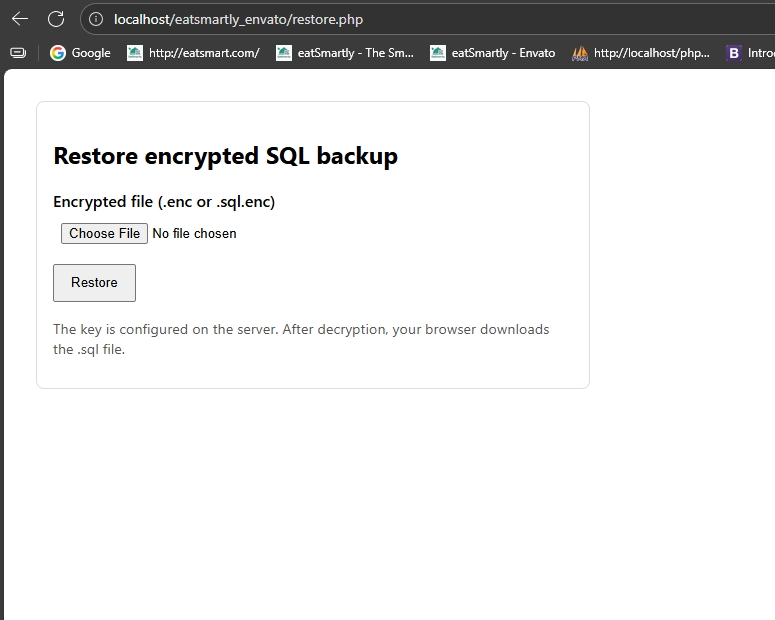 localhost/eatsmartly_envato/restore.php
Google http://eatsmart.com/ eatSmartly - The Sm... eatSmartly - Envato http://localhost/php... B Introd
Restore encrypted SQL backup
Encrypted file (.enc or .sql.enc)
Choose File No file chosen
Restore
The key is configured on the server. After decryption, your browser downloads
the .sql file.